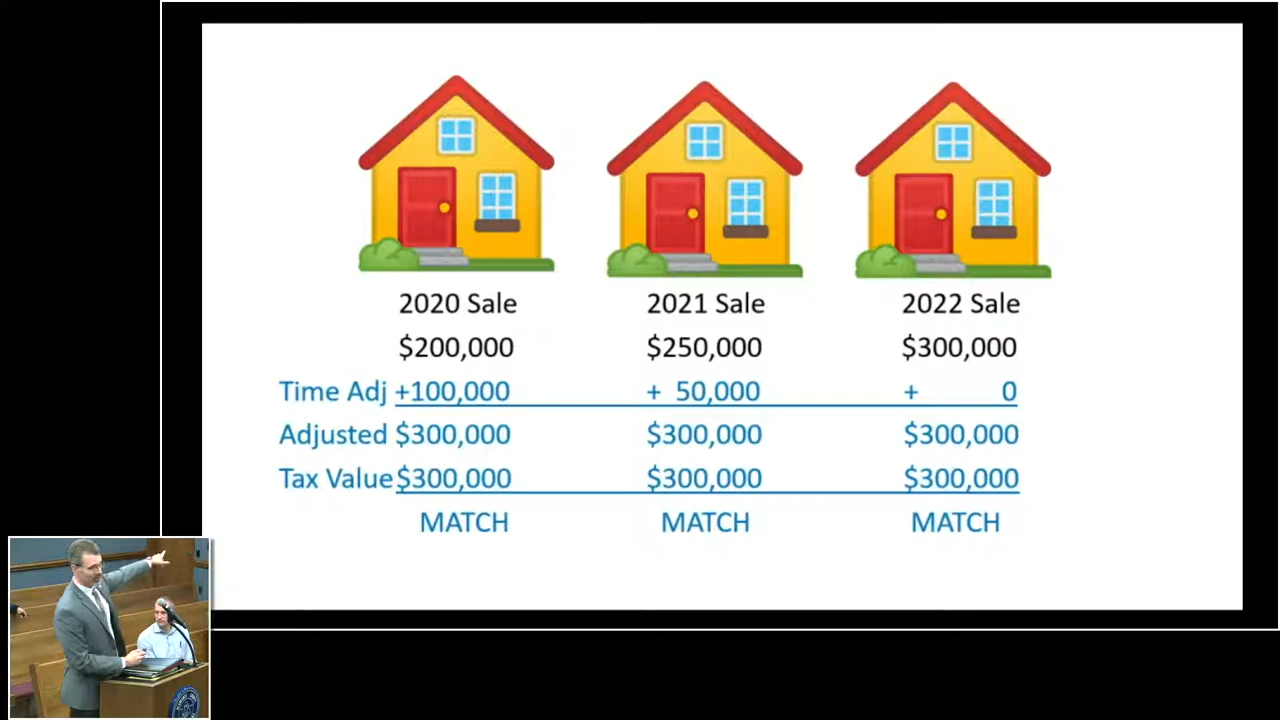 2020 Sale 2021 Sale 2022 Sale
$200,000 $250,000 $300,000
Time Adj +100,000 + 50,000 + 0
Adjusted $300,000 $300,000 $300,000
Tax Value $300,000 $300,000 $300,000
MATCH MATCH MATCH